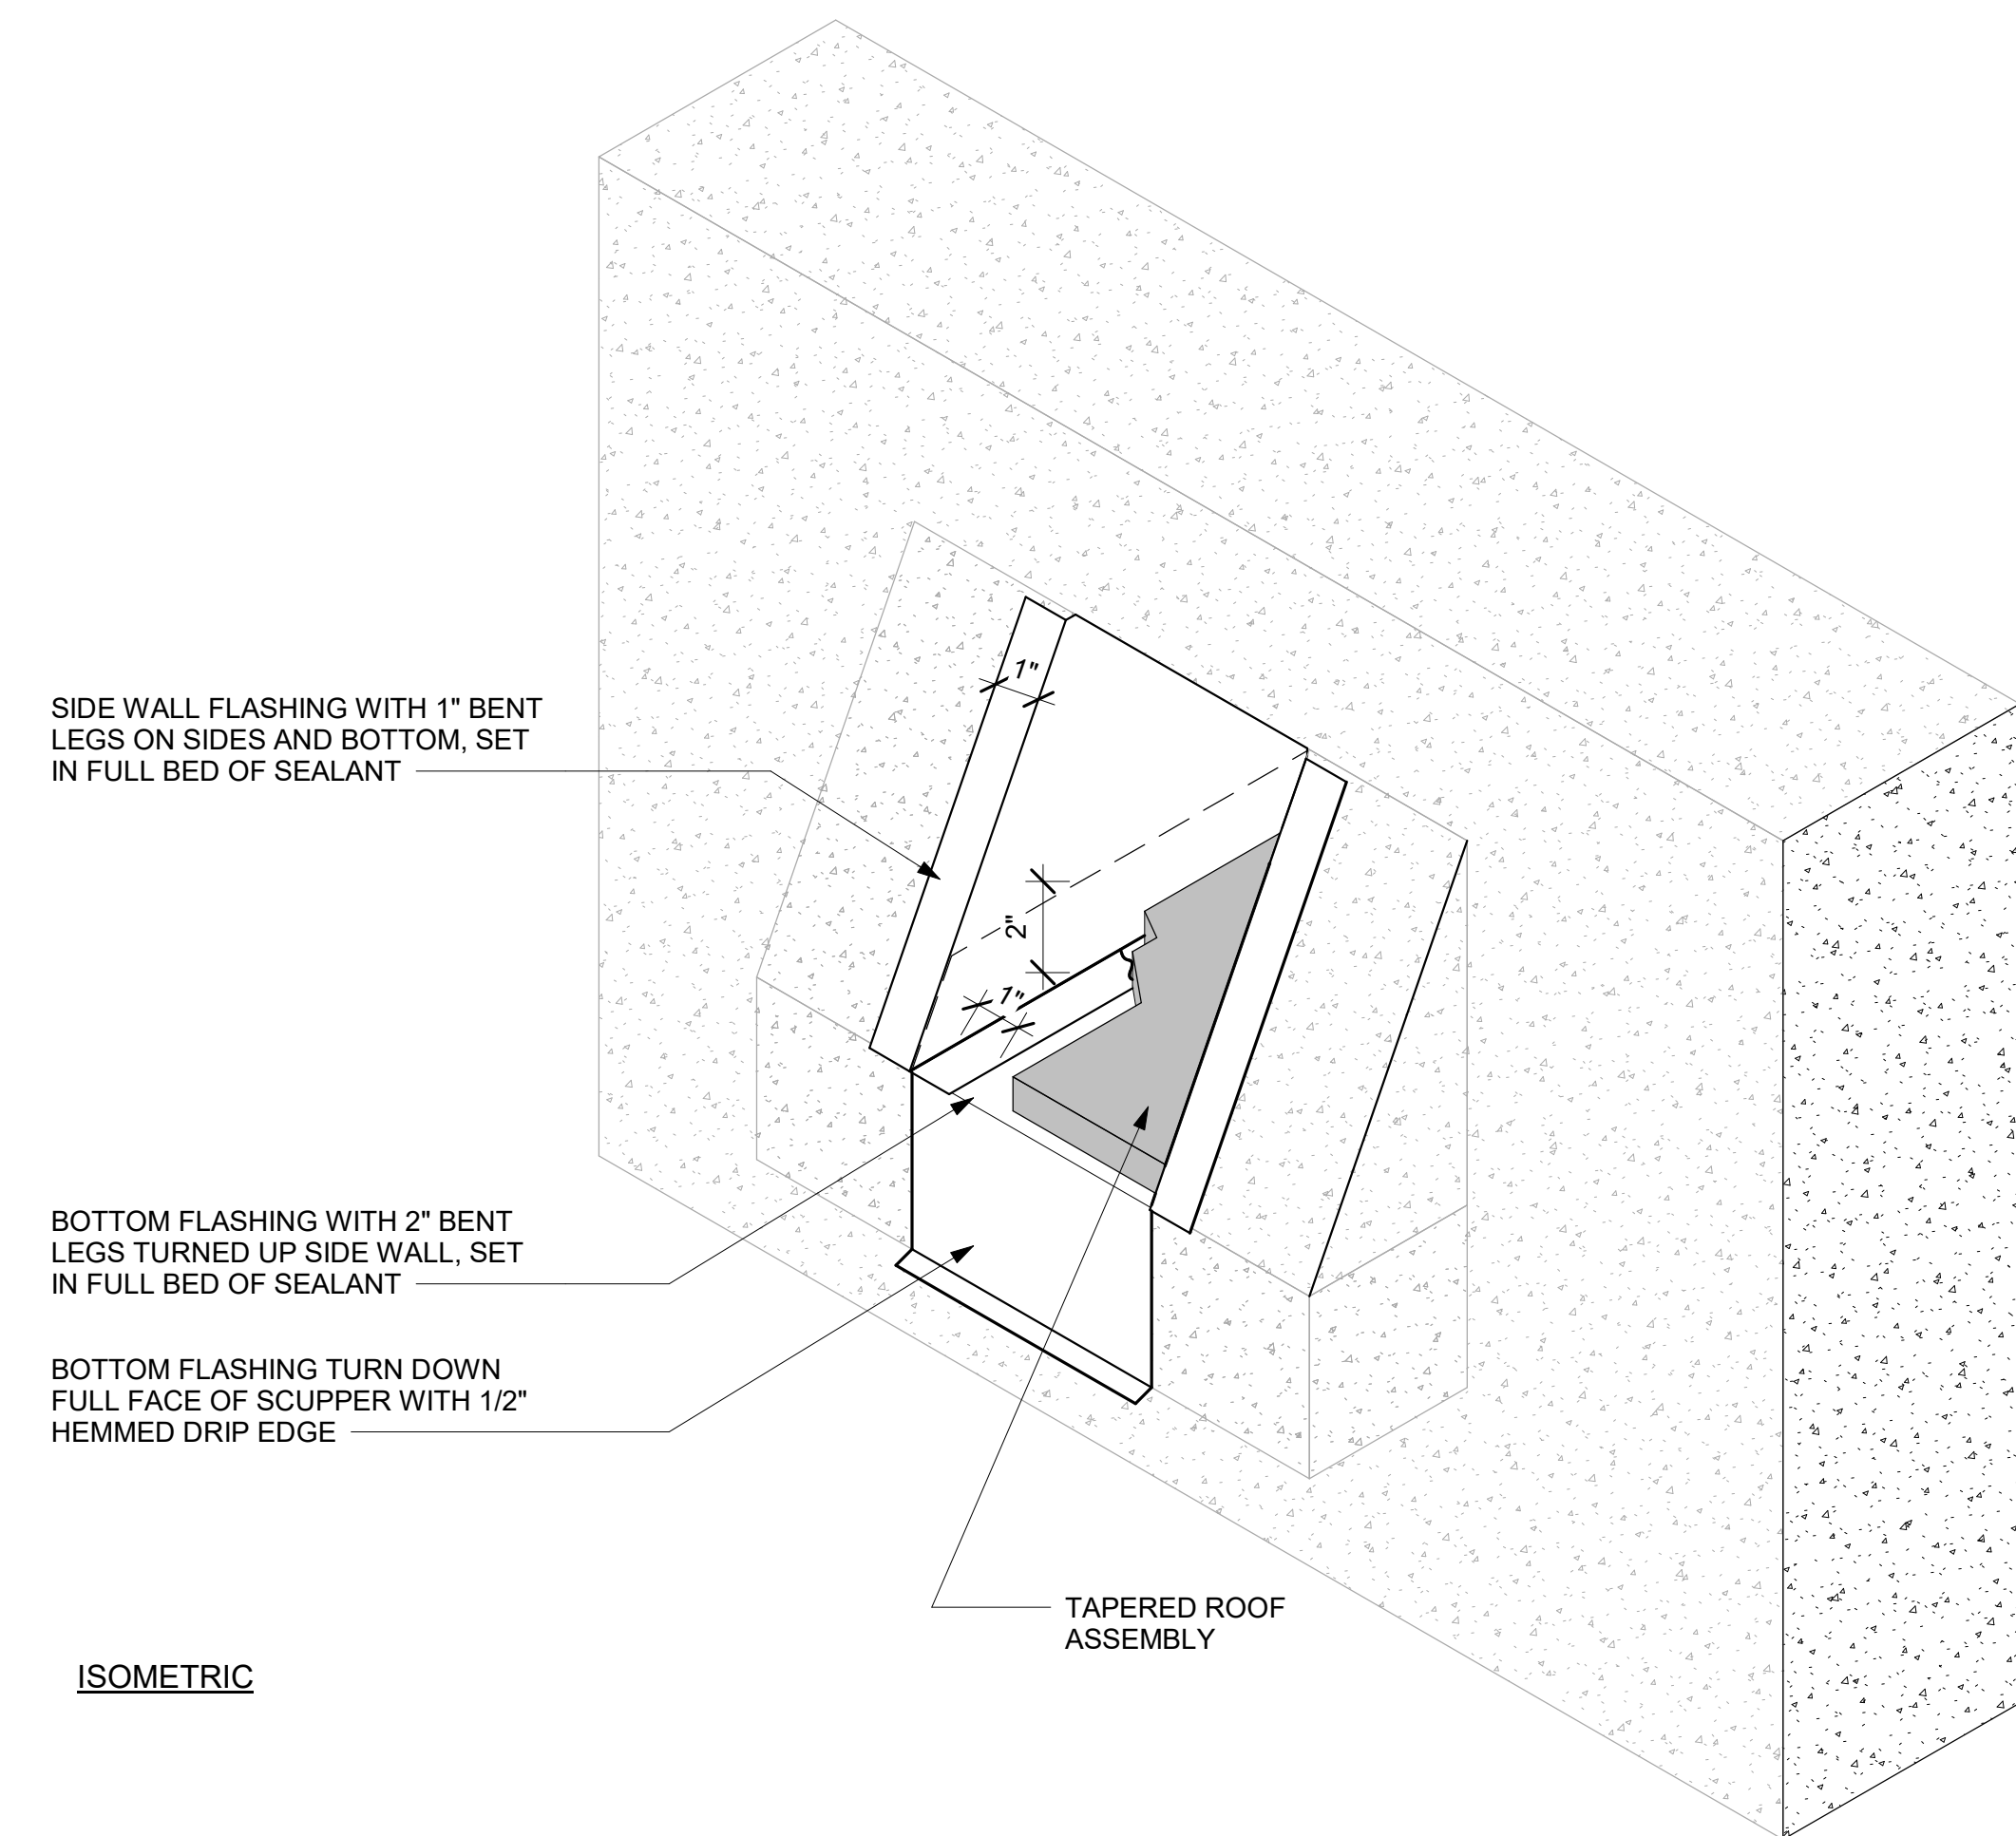 1"
SIDE WALL FLASHING WITH 1" BENT
LEGS ON SIDES AND BOTTOM, SET
IN FULL BED OF SEALANT
2"
1"
BOTTOM FLASHING WITH 2" BENT
LEGS TURNED UP SIDE WALL, SET
IN FULL BED OF SEALANT
BOTTOM FLASHING TURN DOWN
FULL FACE OF SCUPPER WITH 1/2"
HEMMED DRIP EDGE
TAPERED ROOF
ASSEMBLY
ISOMETRIC